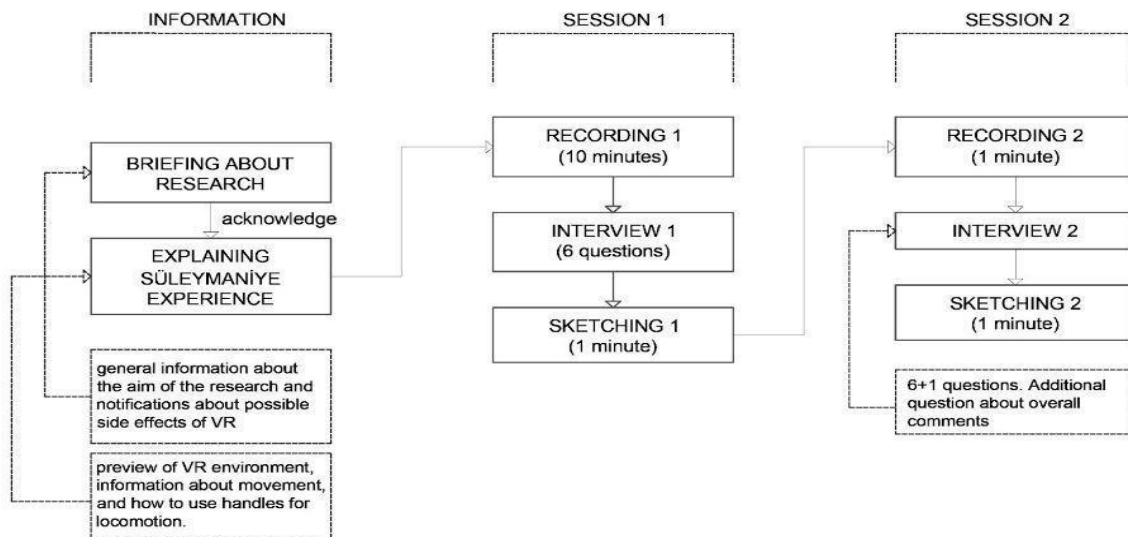 INFORMATION
BRIEFING ABOUT
RESEARCH
acknowledge
EXPLAINING
SÜLEYMANİYE
EXPERIENCE
general information about
the aim of the research and
notifications about possible
side effects of VR
preview of VR environment,
information about movement,
and how to use handles for
locomotion.
SESSION 1
RECORDING 1
(10 minutes)
INTERVIEW 1
(6 questions)
SKETCHING 1
(1 minute)
SESSION 2
RECORDING 2
(1 minute)
INTERVIEW 2
SKETCHING 2
(1 minute)
6+1 questions. Additional
question about overall
comments